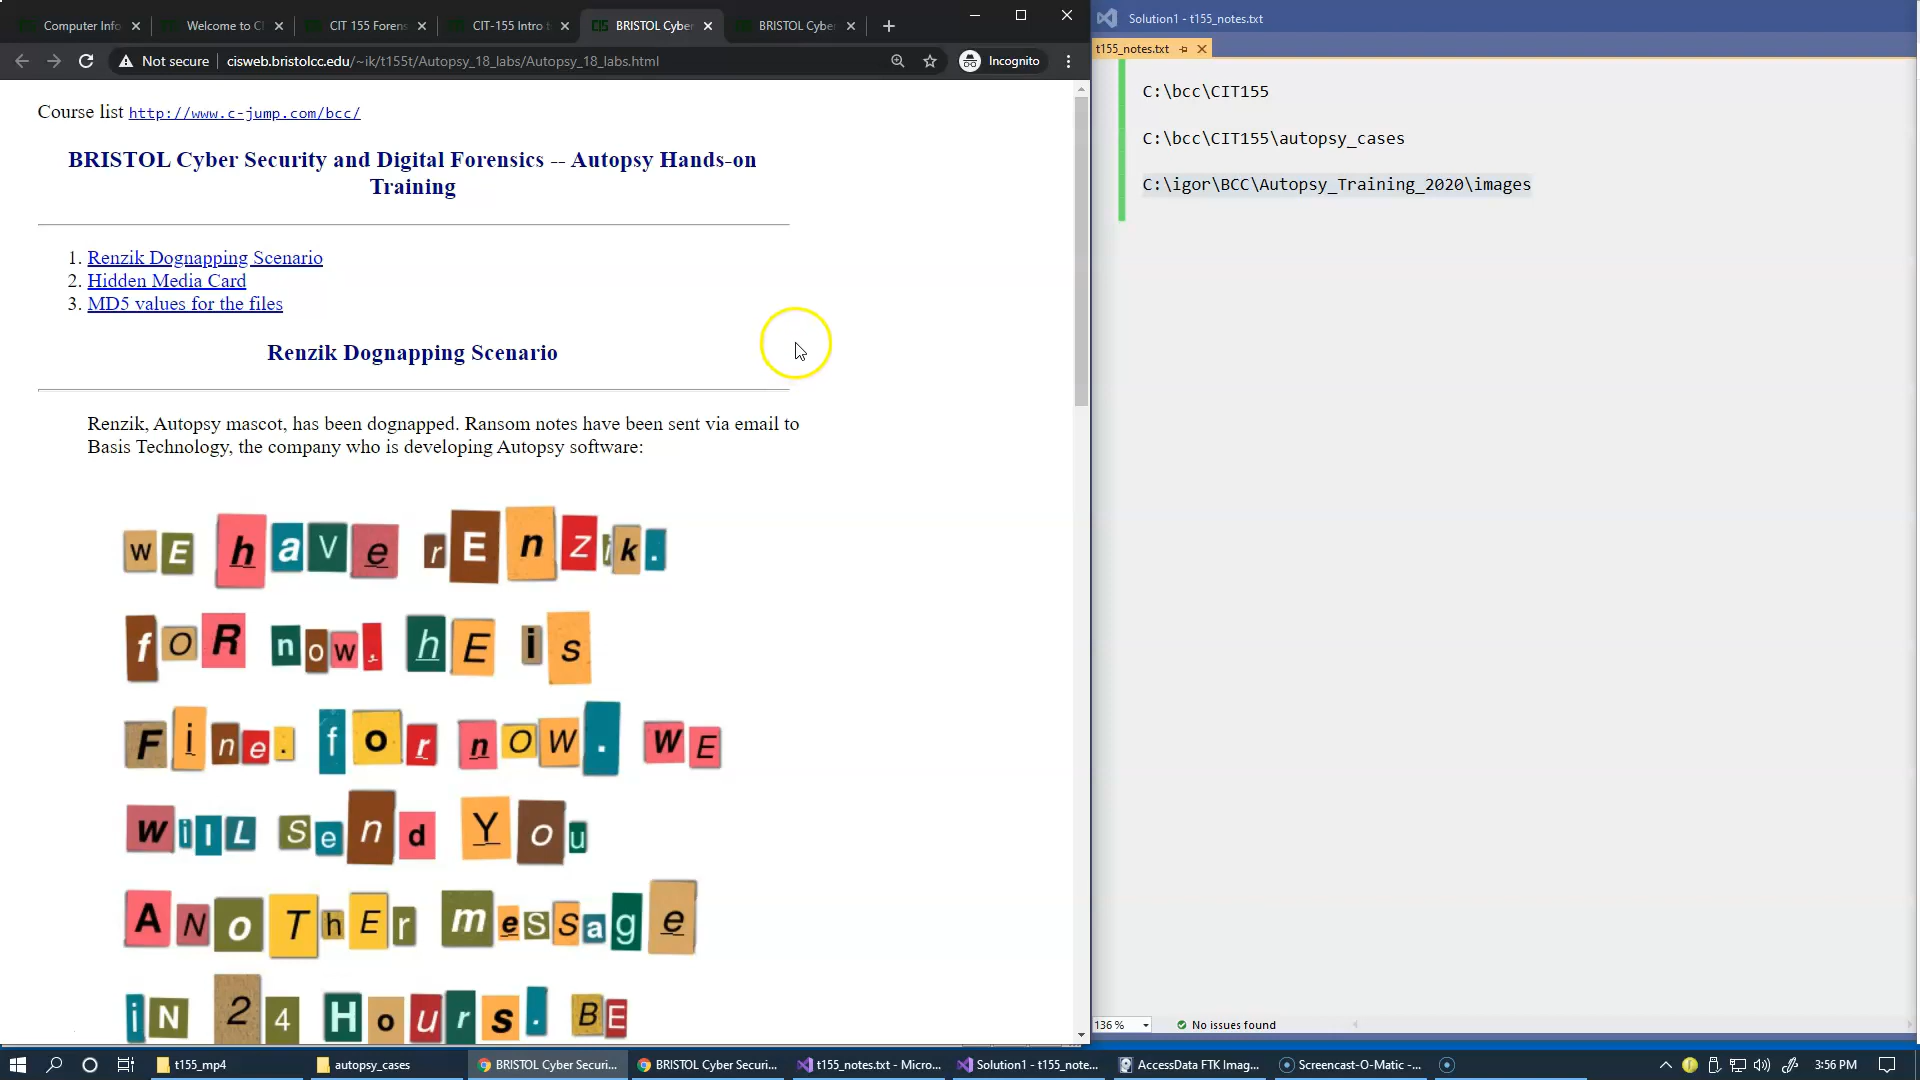 Computer Info
Welcome to C
CIT 155 Forens
CIT-155 Intro t
BRISTOL Cyber
BRISTOL Cybe
Not secure
cisweb.bristolcc.edu/~ik/t155t/Autopsy_18_labs/Autopsy_18_labs.html
Incognito
Course list http://www.c-jump.com/bcc/
BRISTOL Cyber Security and Digital Forensics -- Autopsy Hands-on
Training
1. Renzik Dognapping Scenario
2. Hidden Media Card
3. MD5 values for the files
Renzik Dognapping Scenario
Renzik, Autopsy mascot, has been dognapped. Ransom notes have been sent via email to
Basis Technology, the company who is developing Autopsy software:
wE haVe rEnzik.
foR now. hE is
Fine. for nOW. WE
WilL Send You
ANoThEr message
iN 24 Hours. BE
Solution1 - t155_notes.txt
t155_notes.txt
C:\bcc\CIT155
C:\bcc\CIT155\autopsy_cases
C:\igor\BCC\Autopsy_Training_2020\images
136 %
No issues found
t155_mp4
autopsy_cases
BRISTOL Cyber Securi...
BRISTOL Cyber Securi...
t155_notes.txt - Micro...
Solution1 - t155_note...
AccessData FTK Imag...
Screencast-O-Matic -...
3:56 PM